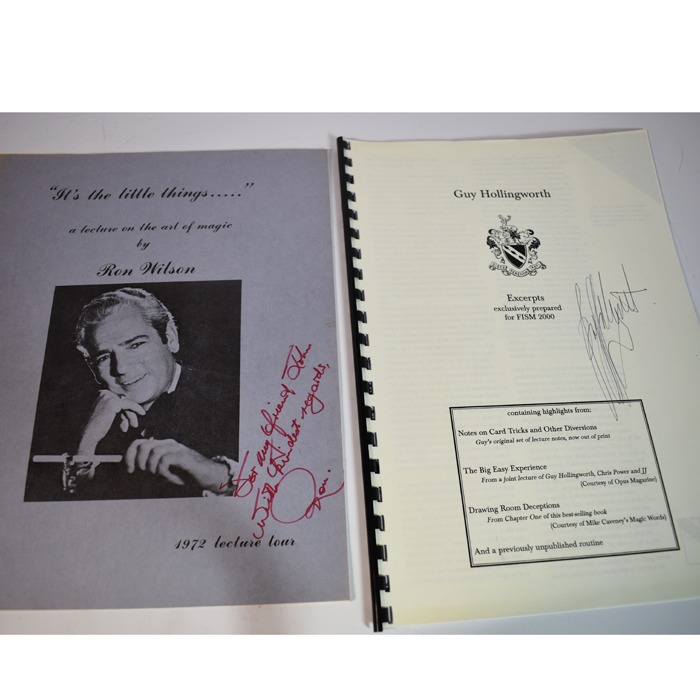 "It's the little things....."
a lecture on the art of magic
by
Ron Wilson
For my friend John
With kindest regards,
Ron.
1972 lecture tour
Guy Hollingworth
Excerpts
exclusively prepared
for FISM 2000
containing highlights from:
Notes on Card Tricks and Other Diversions
Guy's original set of lecture notes, now out of print
The Big Easy Experience
From a joint lecture of Guy Hollingworth, Chris Power and JJ
(Courtesy of Opus Magazine)
Drawing Room Deceptions
From Chapter One of this best-selling book
(Courtesy of Mike Caveney's Magic Words)
And a previously unpublished routine